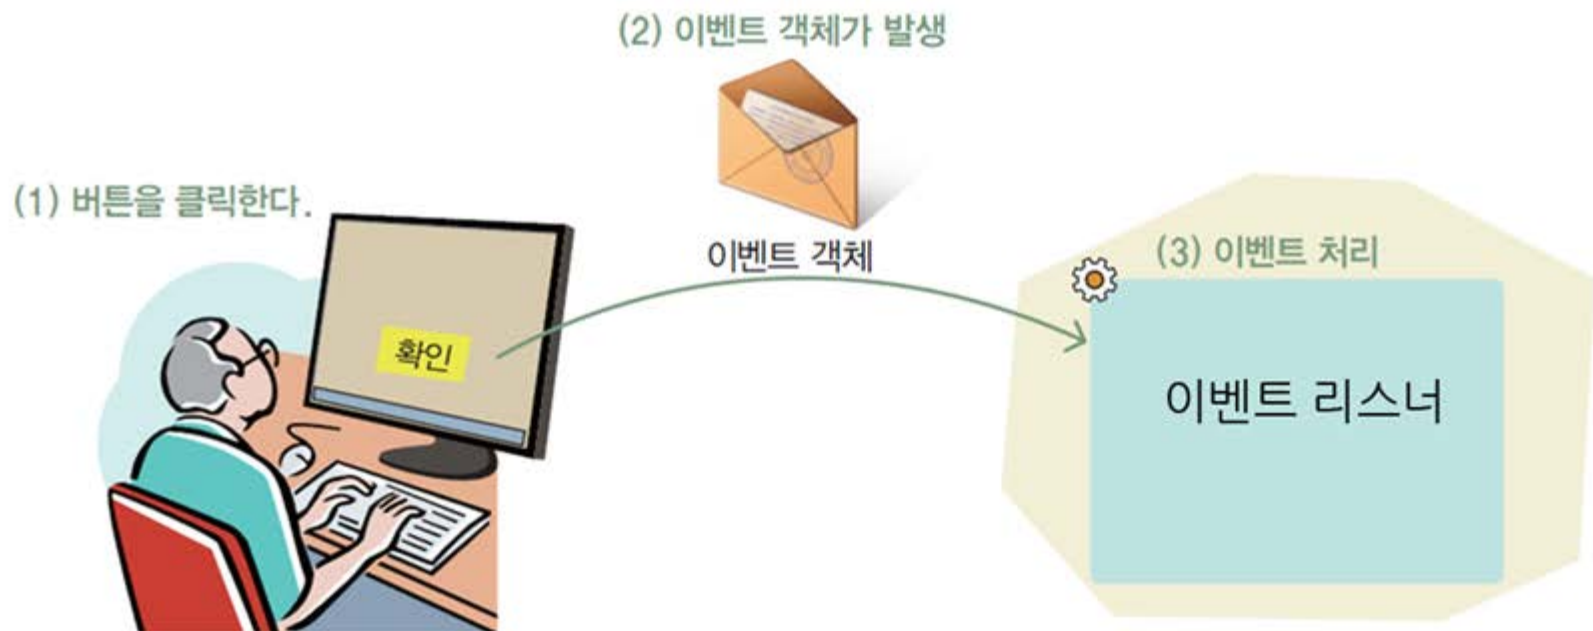 (2) 이벤트 객체가 발생
(1) 버튼을 클릭한다.
이벤트 객체
(3) 이벤트 처리
확인
이벤트 리스너